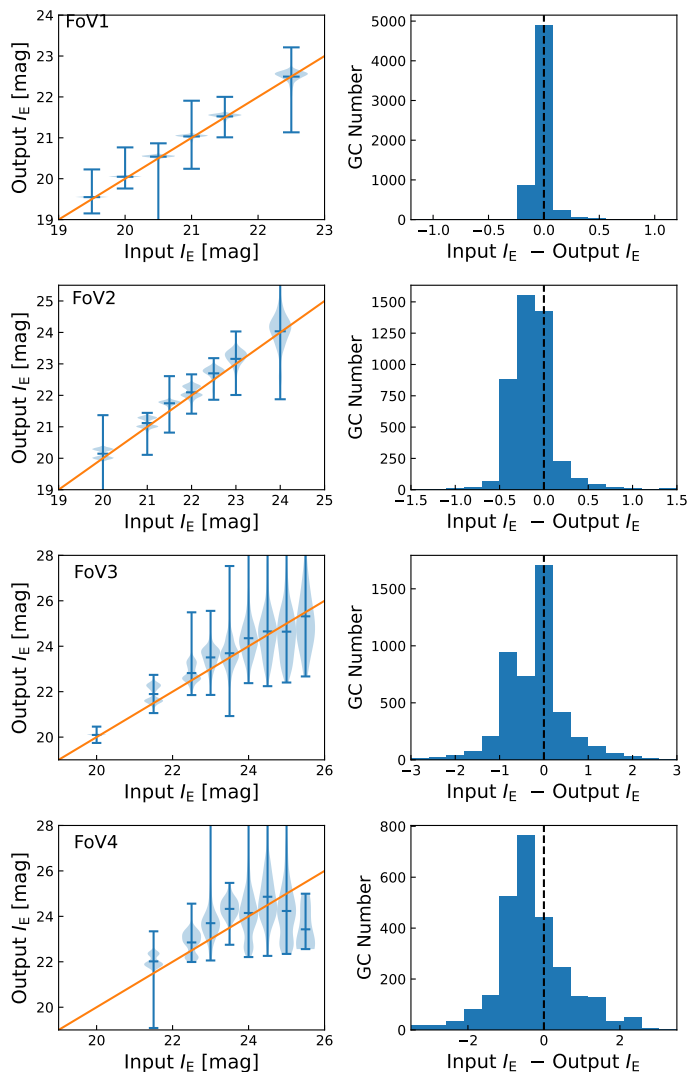 FoV1
24
23
22
21
20
19
Output I_E [mag]
19 20 21 22 23
Input I_E [mag]
5000
4000
3000
2000
1000
0
GC Number
−1.0 −0.5 0.0 0.5 1.0
Input I_E − Output I_E
FoV2
25
24
23
22
21
20
19
Output I_E [mag]
19 20 21 22 23 24 25
Input I_E [mag]
1500
1250
1000
750
500
250
0
GC Number
−1.5 −1.0 −0.5 0.0 0.5 1.0 1.5
Input I_E − Output I_E
FoV3
28
26
24
22
20
Output I_E [mag]
20 22 24 26
Input I_E [mag]
1500
1000
500
0
GC Number
−3 −2 −1 0 1 2 3
Input I_E − Output I_E
FoV4
28
26
24
22
20
Output I_E [mag]
20 22 24 26
Input I_E [mag]
800
600
400
200
0
GC Number
−2 0 2
Input I_E − Output I_E